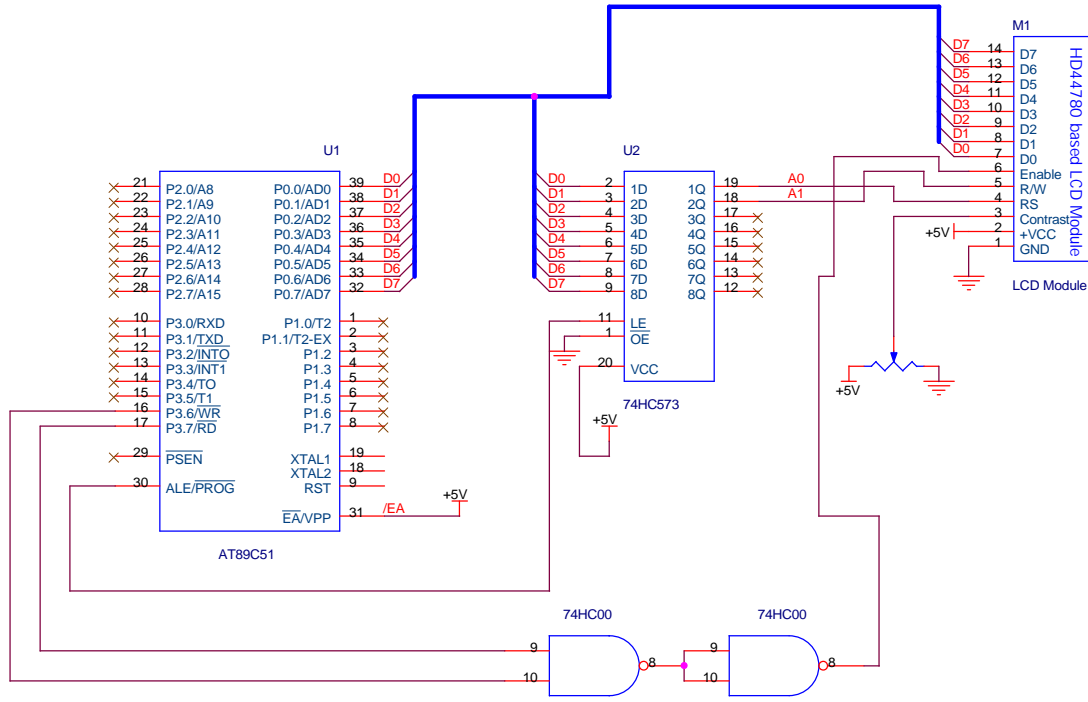 M1
D7 14 D7
D6 13 D6
D5 12 D5
D4 11 D4
D3 10 D3
D2 9 D2
D1 8 D1
D0 7 D0
6 Enable
5 R/W
4 RS
3 Contrast
+5V 2 +VCC
1 GND
HD44780 based LCD Module
LCD Module
U1
21 P2.0/A8 P0.0/AD0 39 D0
22 P2.1/A9 P0.1/AD1 38 D1
23 P2.2/A10 P0.2/AD2 37 D2
24 P2.3/A11 P0.3/AD3 36 D3
25 P2.4/A12 P0.4/AD4 35 D4
26 P2.5/A13 P0.5/AD5 34 D5
27 P2.6/A14 P0.6/AD6 33 D6
28 P2.7/A15 P0.7/AD7 32 D7
10 P3.0/RXD P1.0/T2 1
11 P3.1/TXD P1.1/T2-EX 2
12 P3.2/INTO P1.2 3
13 P3.3/INT1 P1.3 4
14 P3.4/TO P1.4 5
15 P3.5/T1 P1.5 6
16 P3.6/WR P1.6 7
17 P3.7/RD P1.7 8
29 PSEN XTAL1 19
XTAL2 18
30 ALE/PROG RST 9
EA/VPP 31 /EA +5V
AT89C51
U2
D0 2 1D 1Q 19 A0
D1 3 2D 2Q 18 A1
D2 4 3D 3Q 17
D3 5 4D 4Q 16
D4 6 5D 5Q 15
D5 7 6D 6Q 14
D6 8 7D 7Q 13
D7 9 8D 8Q 12
11 LE
1 OE
20 VCC
74HC573
+5V
+5V
74HC00
9
10
8
74HC00
9
10
8